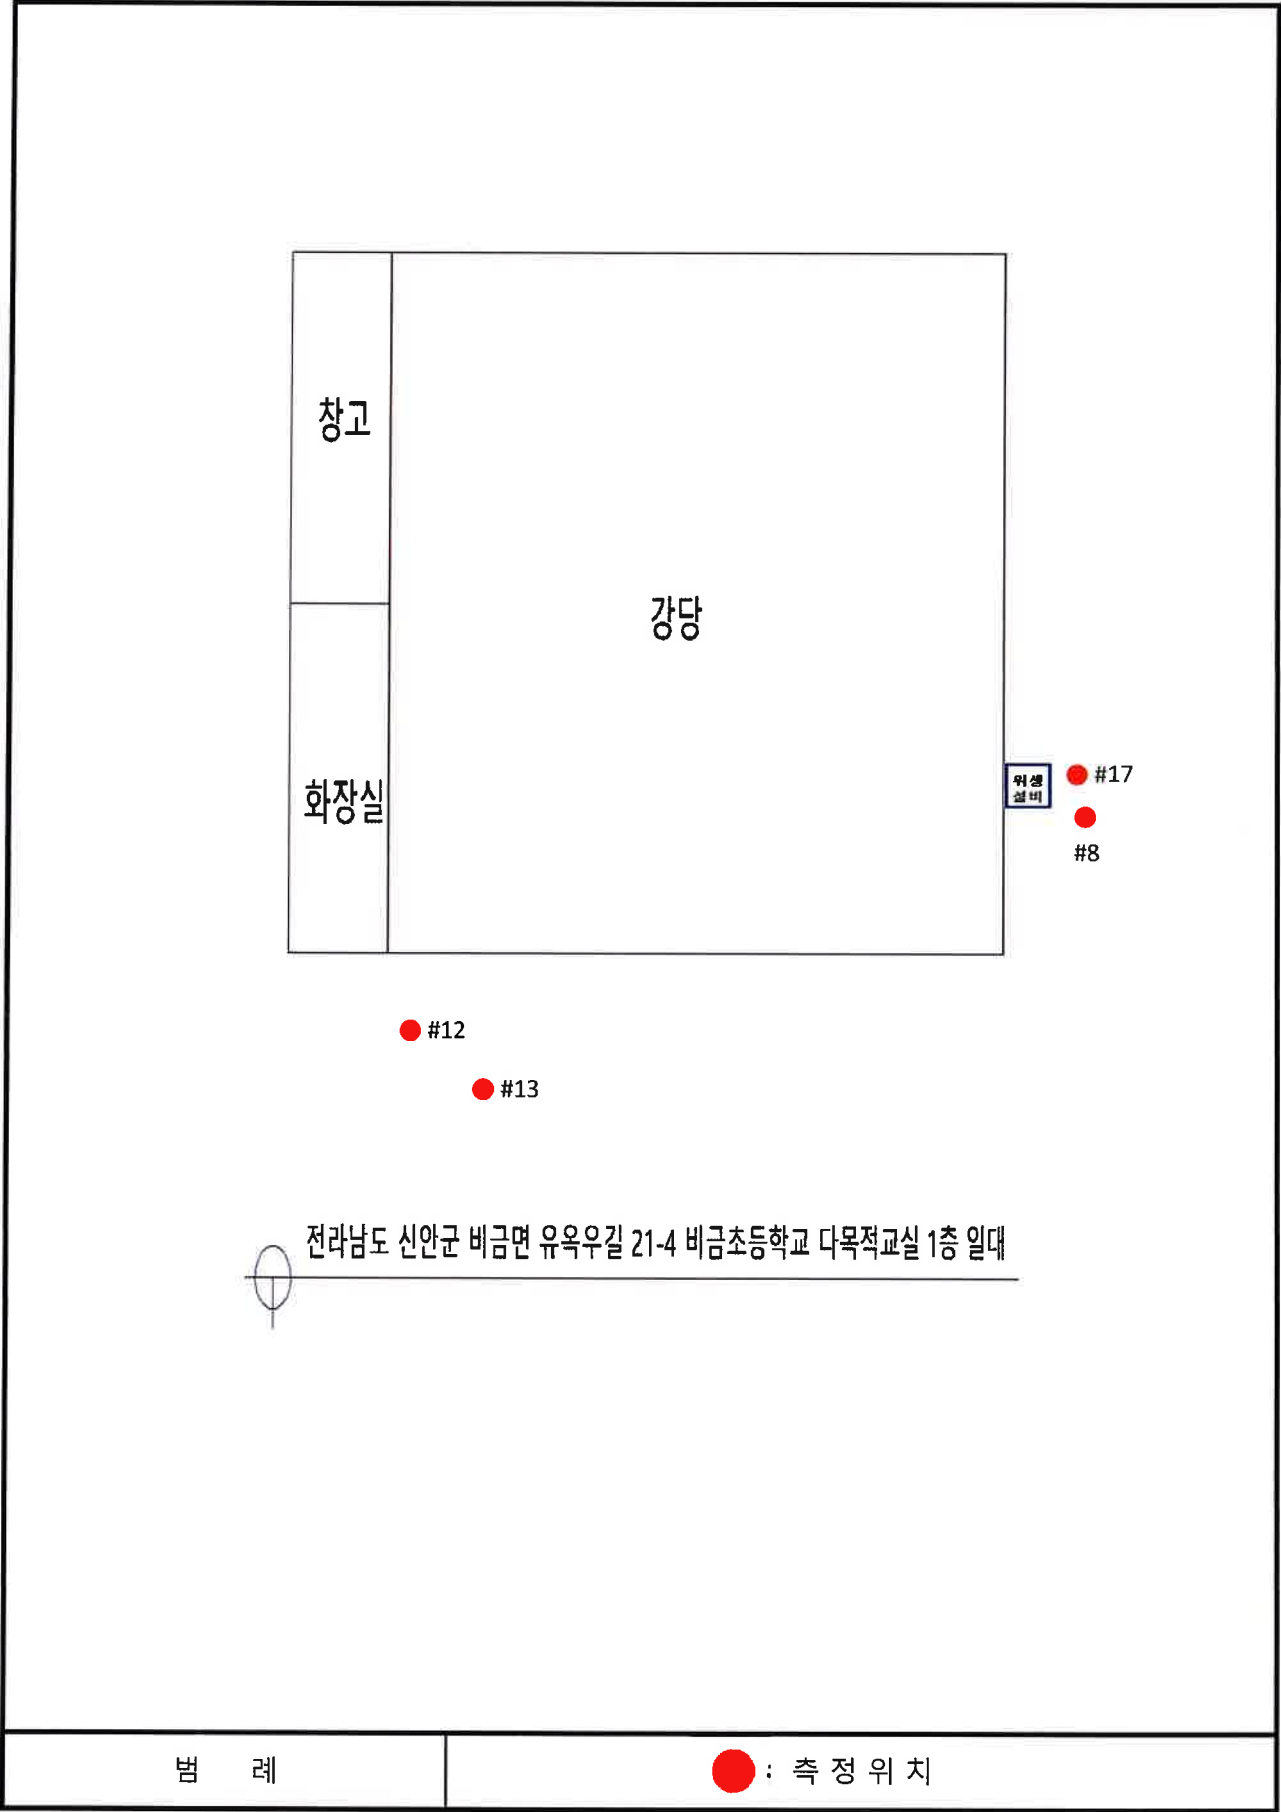 창고
강당
화장실
위생
설비
#17
#8
#12
#13
전라남도 신안군 비금면 유옥우길 21-4 비금초등학교 다목적교실 1층 일대
범 례
: 측정위치